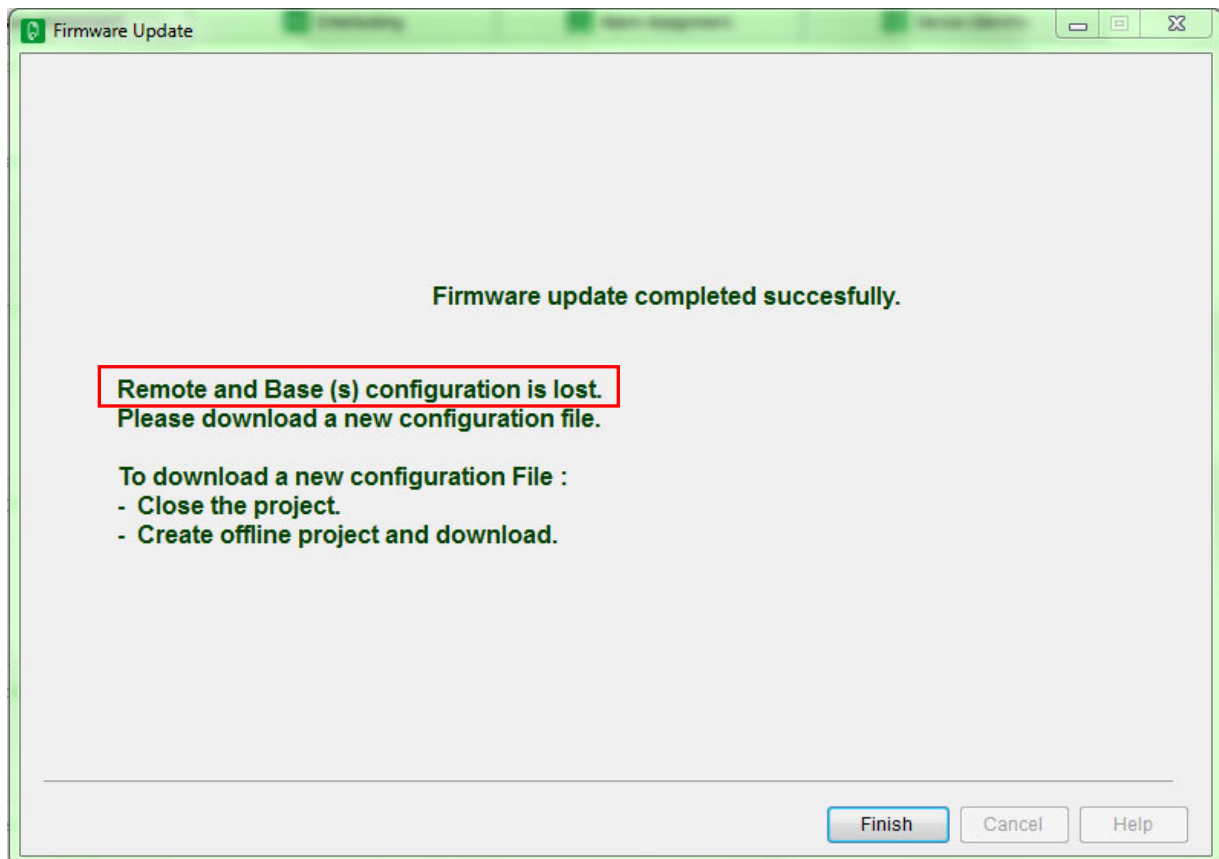 Firmware Update
Firmware update completed succesfully.
Remote and Base (s) configuration is lost.
Please download a new configuration file.
To download a new configuration File :
- Close the project.
- Create offline project and download.
Finish
Cancel
Help